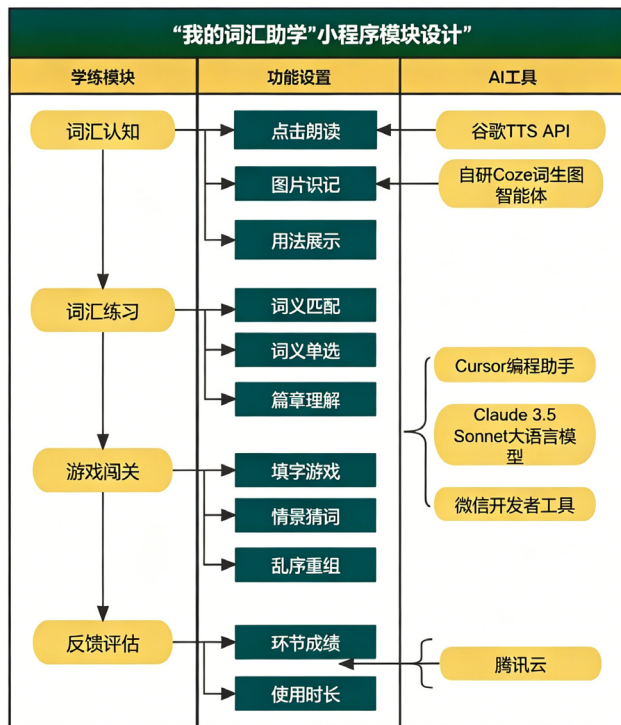 “我的词汇助学”小程序模块设计”
学练模块
功能设置
AI工具
词汇认知
点击朗读
谷歌TTS API
图片识记
自研Coze词生图
智能体
用法展示
词汇练习
词义匹配
词义单选
篇章理解
Cursor编程助手
Claude 3.5
Sonnet大语言模
型
微信开发者工具
游戏闯关
填字游戏
情景猜词
乱序重组
反馈评估
环节成绩
使用时长
腾讯云